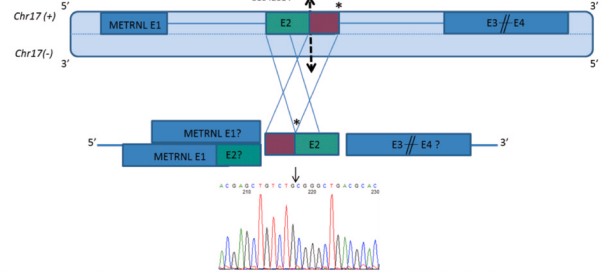 5' 3'
Chr17 (+) METRNL E1 E2 * E3 E4
Chr17(-)
3' 5'
*
METRNL E1?
5' E2 E3 E4 ? 3'
METRNL E1 E2?
A C G A G C T G T C T G C G G G C T G A C G C A C
210 220 230